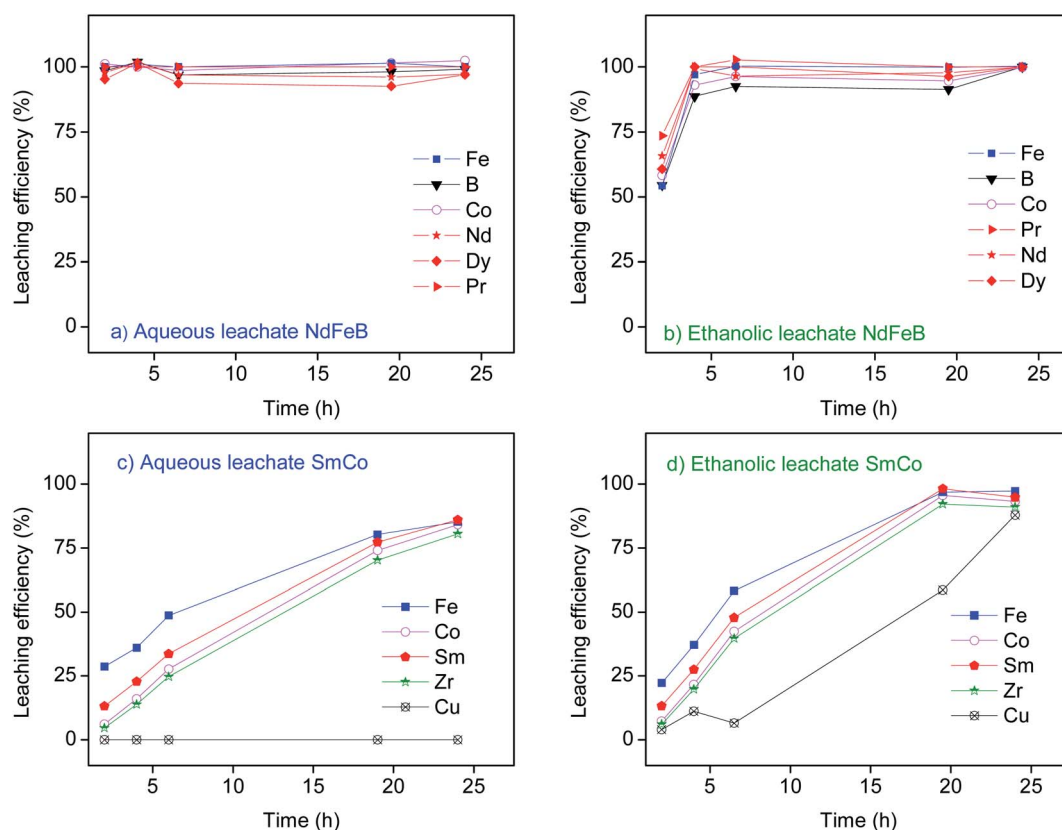 Leaching efficiency (%)
100
75
50
25
0
Fe
B
Co
Nd
Dy
Pr
a) Aqueous leachate NdFeB
5 10 15 20 25
Time (h)
Leaching efficiency (%)
100
75
50
25
0
Fe
B
Co
Pr
Nd
Dy
b) Ethanolic leachate NdFeB
5 10 15 20 25
Time (h)
c) Aqueous leachate SmCo
Leaching efficiency (%)
100
75
50
25
0
Fe
Co
Sm
Zr
Cu
5 10 15 20 25
Time (h)
d) Ethanolic leachate SmCo
Leaching efficiency (%)
100
75
50
25
0
Fe
Co
Sm
Zr
Cu
5 10 15 20 25
Time (h)